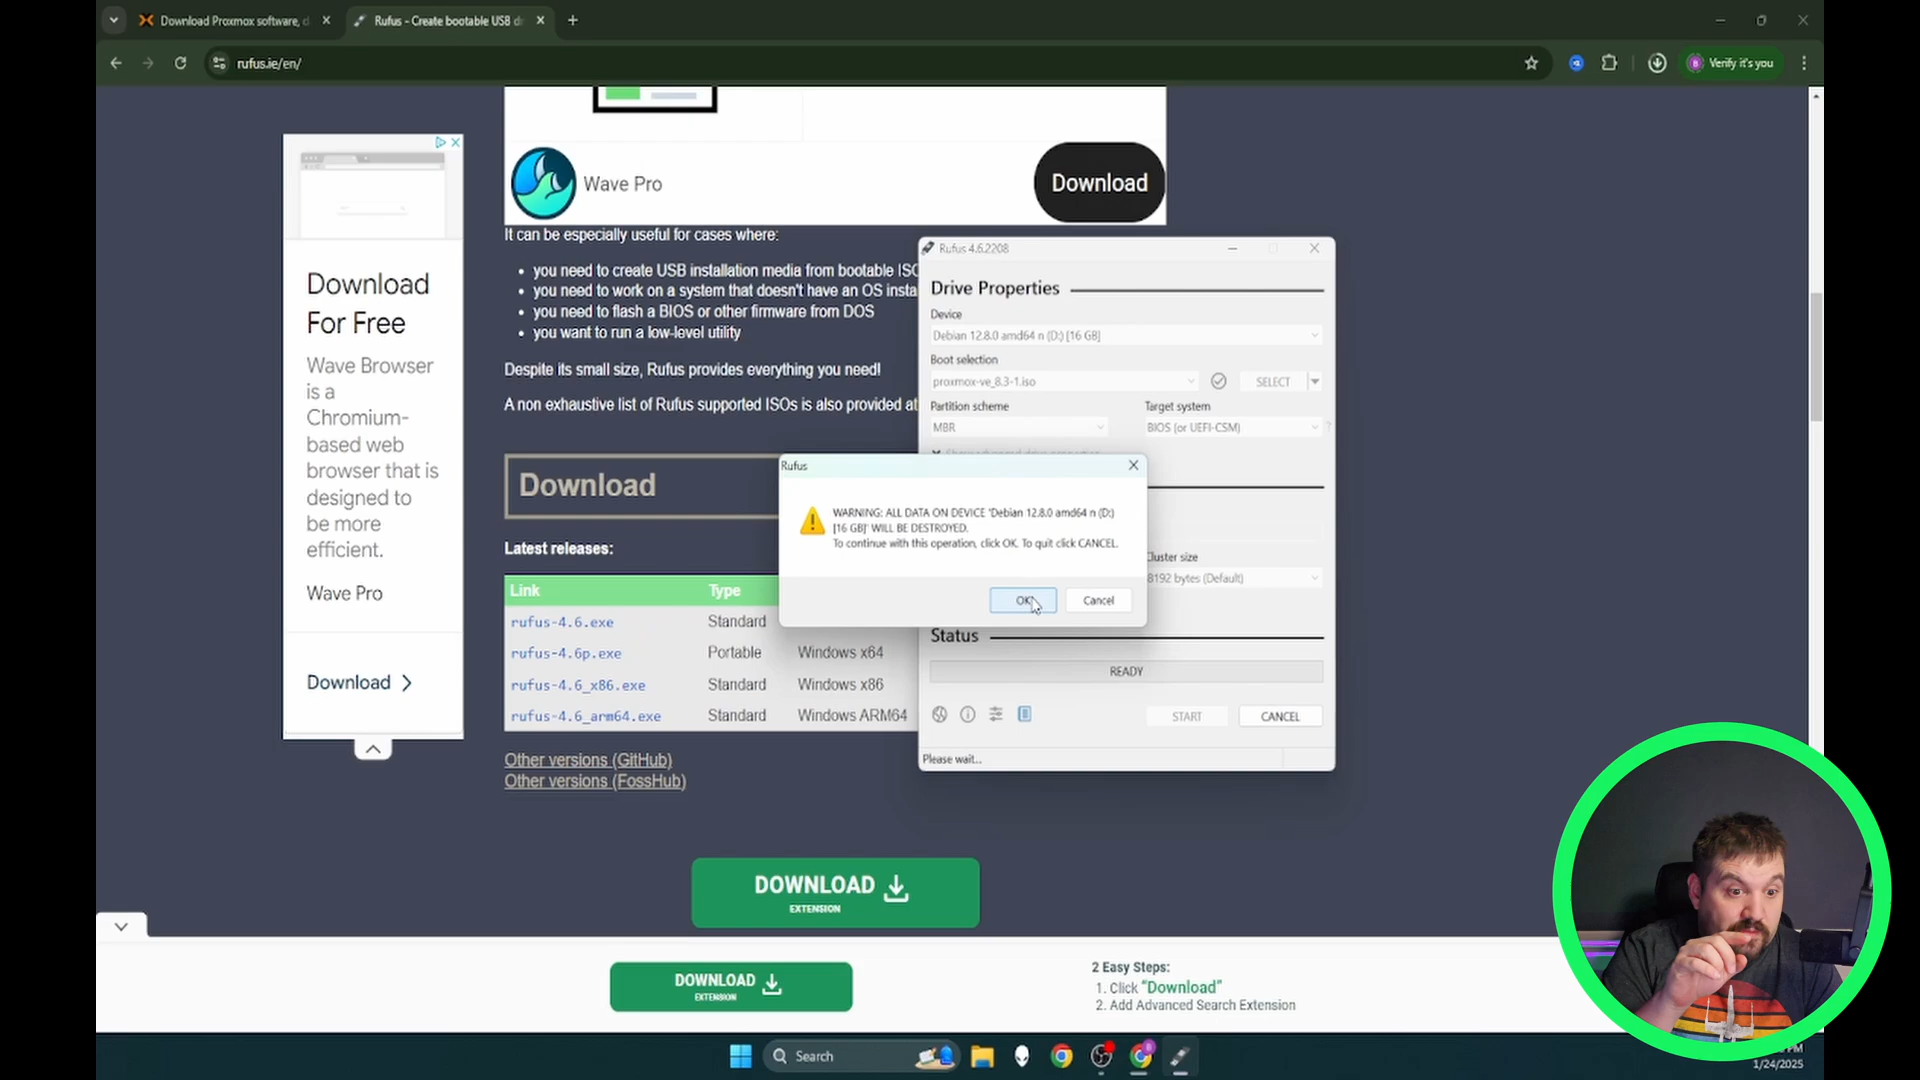 Download Proxmox software, d
Rufus - Create bootable USB dr
rufus.ie/en/
Verify it's you
Wave Pro
Download
It can be especially useful for cases where:
you need to create USB installation media from bootable ISO
you need to work on a system that doesn't have an OS insta
you need to flash a BIOS or other firmware from DOS
you want to run a low-level utility
Despite its small size, Rufus provides everything you need!
A non exhaustive list of Rufus supported ISOs is also provided at
Download
Latest releases:
Link Type
rufus-4.6.exe Standard
rufus-4.6p.exe Portable Windows x64
rufus-4.6_x86.exe Standard Windows x86
rufus-4.6_arm64.exe Standard Windows ARM64
Other versions (GitHub)
Other versions (FossHub)
Download
For Free
Wave Browser
is a
Chromium-
based web
browser that is
designed to
be more
efficient.
Wave Pro
Download
Rufus 4.6.2208
Drive Properties
Device
Debian 12.8.0 amd64 n (D:) [16 GB]
Boot selection
proxmox-ve_8.3-1.iso
SELECT
Partition scheme
Target system
MBR
BIOS (or UEFI-CSM)
?
Rufus
WARNING: ALL DATA ON DEVICE 'Debian 12.8.0 amd64 n (D:)
[16 GB]' WILL BE DESTROYED.
To continue with this operation, click OK. To quit click CANCEL.
OK
Cancel
Cluster size
8192 bytes (Default)
Status
READY
START
CANCEL
Please wait...
DOWNLOAD
EXTENSION
DOWNLOAD
EXTENSION
2 Easy Steps:
1. Click "Download"
2. Add Advanced Search Extension
Search
PM
1/24/2025